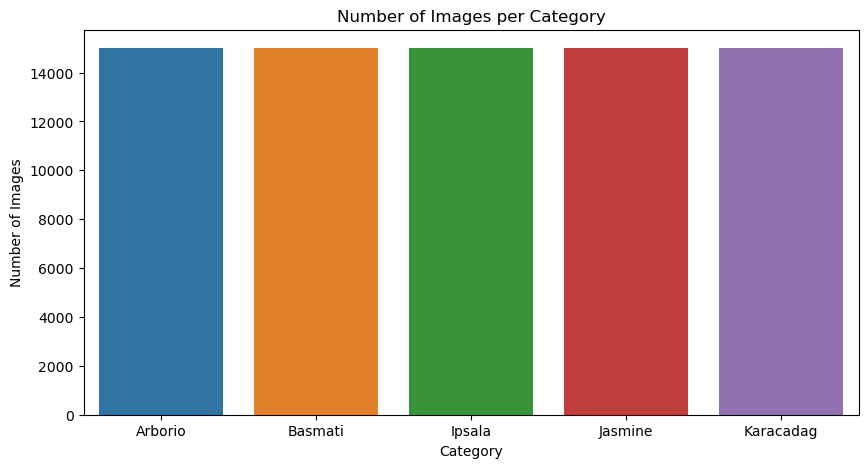 Number of Images per Category
Number of Images
14000
12000
10000
8000
6000
4000
2000
0
Arborio Basmati Ipsala Jasmine Karacadag
Category